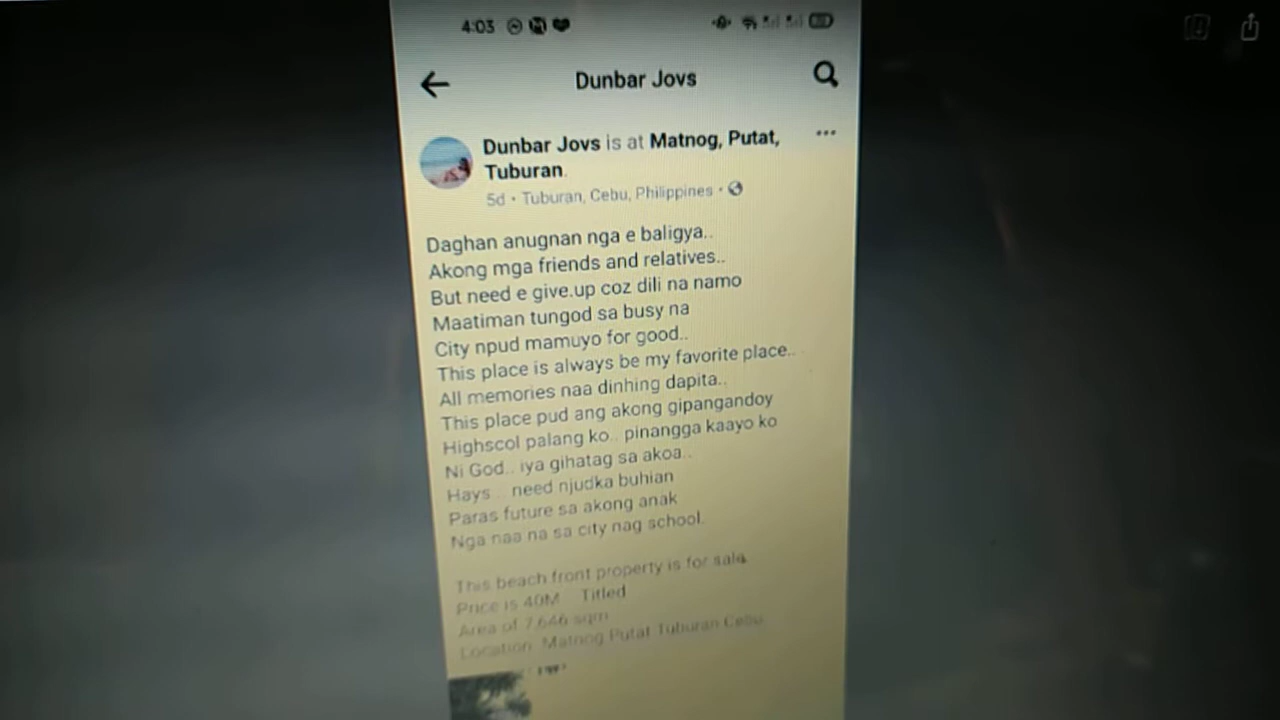 4:03
Dunbar Jovs
Dunbar Jovs is at Matnog, Putat,
Tuburan.
5d · Tuburan, Cebu, Philippines ·
Daghan anugnan nga e baligya..
Akong mga friends and relatives..
But need e give.up coz dili na namo
Maatiman tungod sa busy na
City npud mamuyo for good..
This place is always be my favorite place..
All memories naa dinhing dapita..
This place pud ang akong gipangandoy
Highscol palang ko.. pinangga kaayo ko
Ni God.. iya gihatag sa akoa..
Hays .. need njudka buhian
Paras future sa akong anak
Nga naa na sa city nag school.
This beach front property is for sale
Price is 40M Titled
Area of 7,646 sqm
Location Matnog Putat Tuburan Cebu